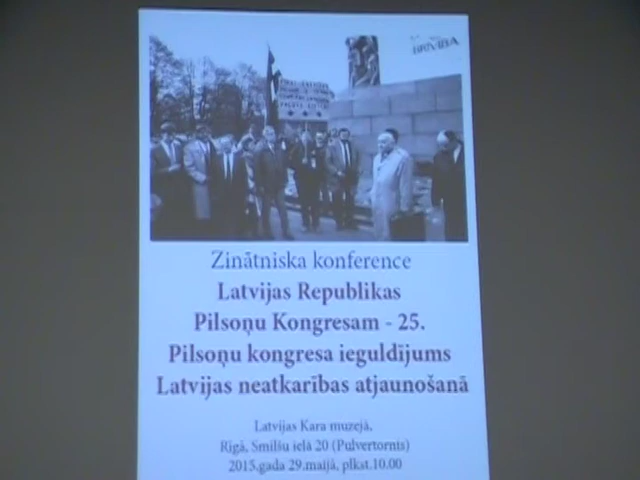 BRĪVĪBA
Zinātniska konference
Latvijas Republikas
Pilsoņu Kongresam - 25.
Pilsoņu kongresa ieguldījums
Latvijas neatkarības atjaunošanā
Latvijas Kara muzejā,
Rīgā, Smilšu ielā 20 (Pulvertornis)
2015.gada 29.maijā, plkst.10.00